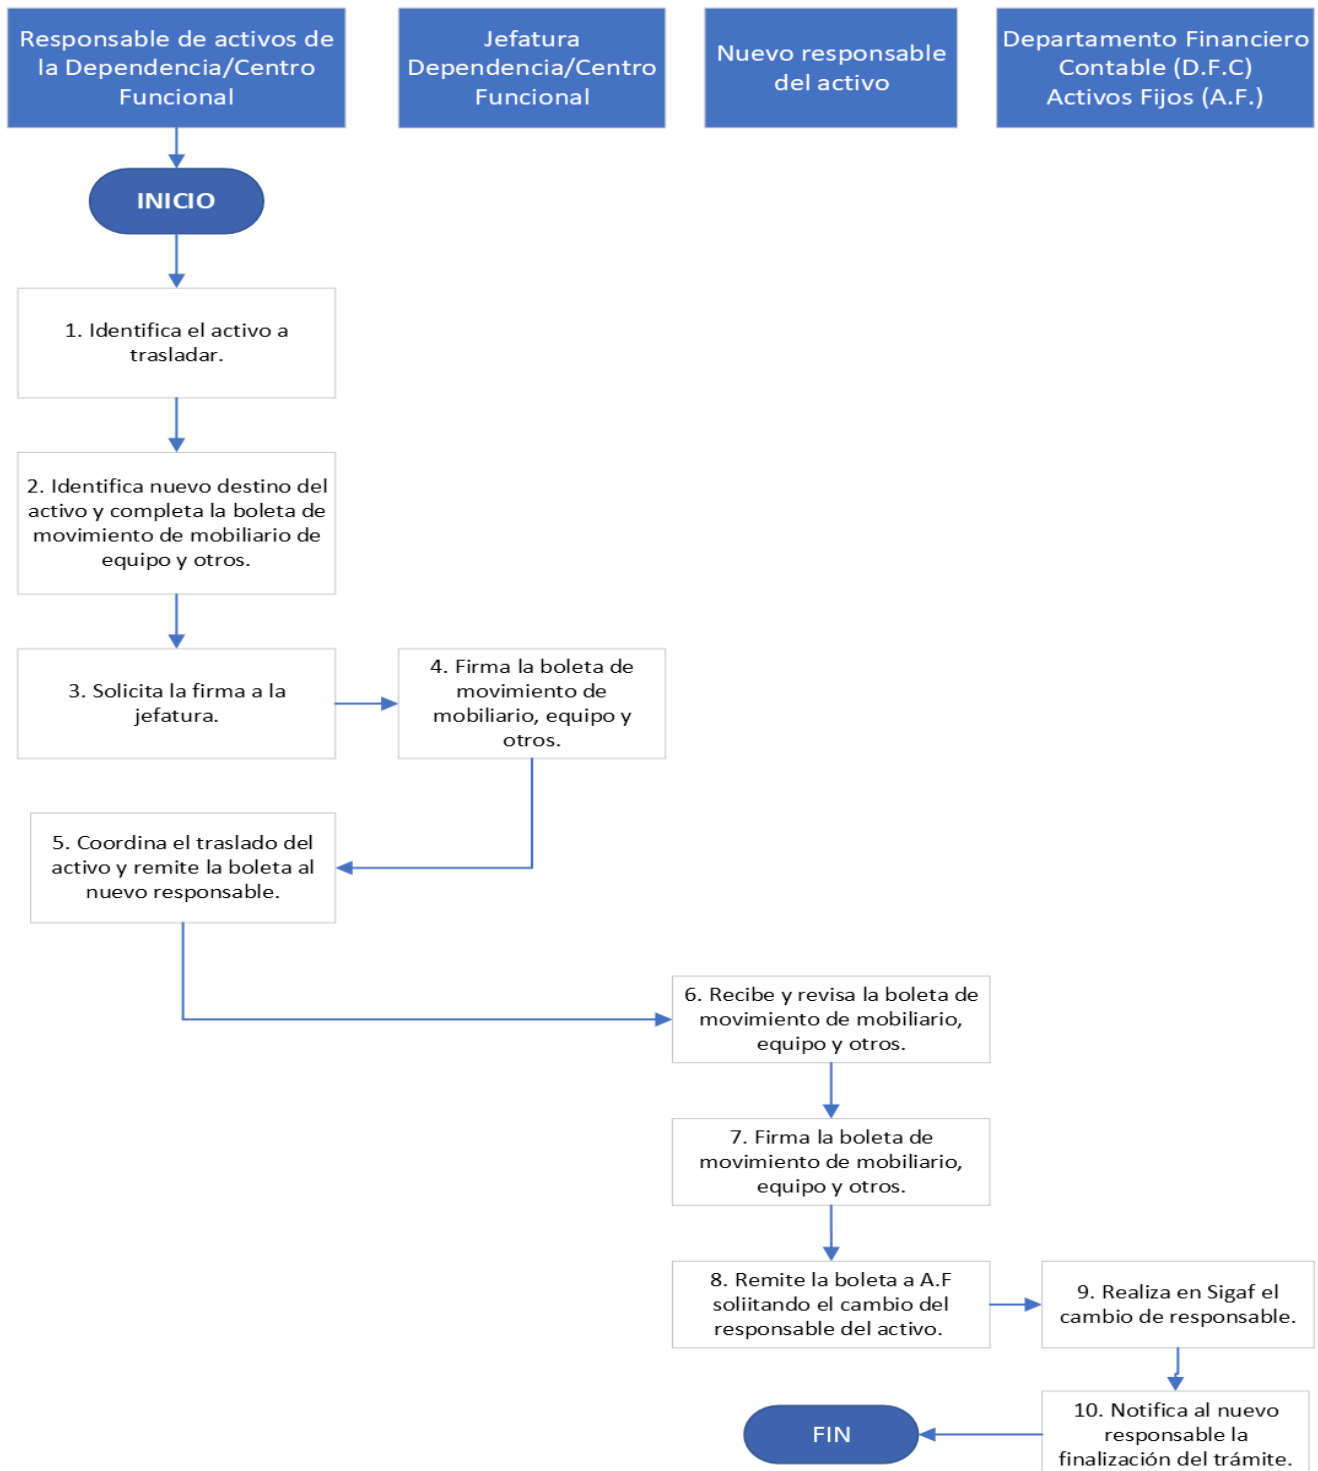 Responsable de activos de
la Dependencia/Centro
Funcional
Jefatura
Dependencia/Centro
Funcional
Nuevo responsable
del activo
Departamento Financiero
Contable (D.F.C)
Activos Fijos (A.F.)
INICIO
1. Identifica el activo a
trasladar.
2. Identifica nuevo destino del
activo y completa la boleta de
movimiento de mobiliario de
equipo y otros.
3. Solicita la firma a la
jefatura.
4. Firma la boleta de
movimiento de
mobiliario, equipo y
otros.
5. Coordina el traslado del
activo y remite la boleta al
nuevo responsable.
6. Recibe y revisa la boleta de
movimiento de mobiliario,
equipo y otros.
7. Firma la boleta de
movimiento de mobiliario,
equipo y otros.
8. Remite la boleta a A.F
soliitando el cambio del
responsable del activo.
9. Realiza en Sigaf el
cambio de responsable.
10. Notifica al nuevo
responsable la
finalización del trámite.
FIN